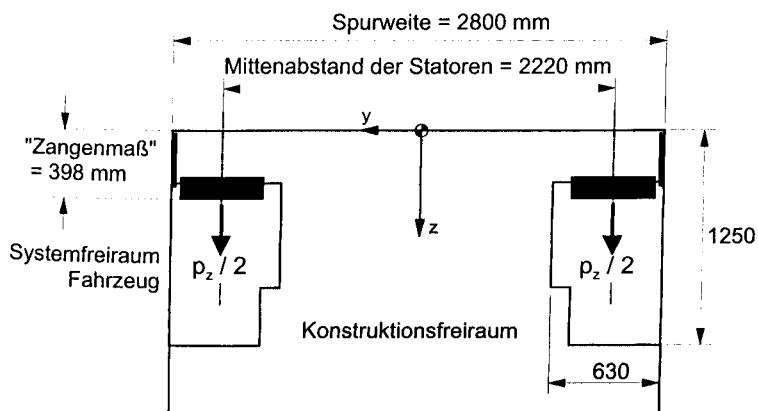 Spurweite = 2800 mm
Mittenabstand der Statoren = 2220 mm
y
"Zangenmaß"
= 398 mm
z
1250
Systemfreiraum
Fahrzeug
p_z / 2
p_z / 2
Konstruktionsfreiraum
630